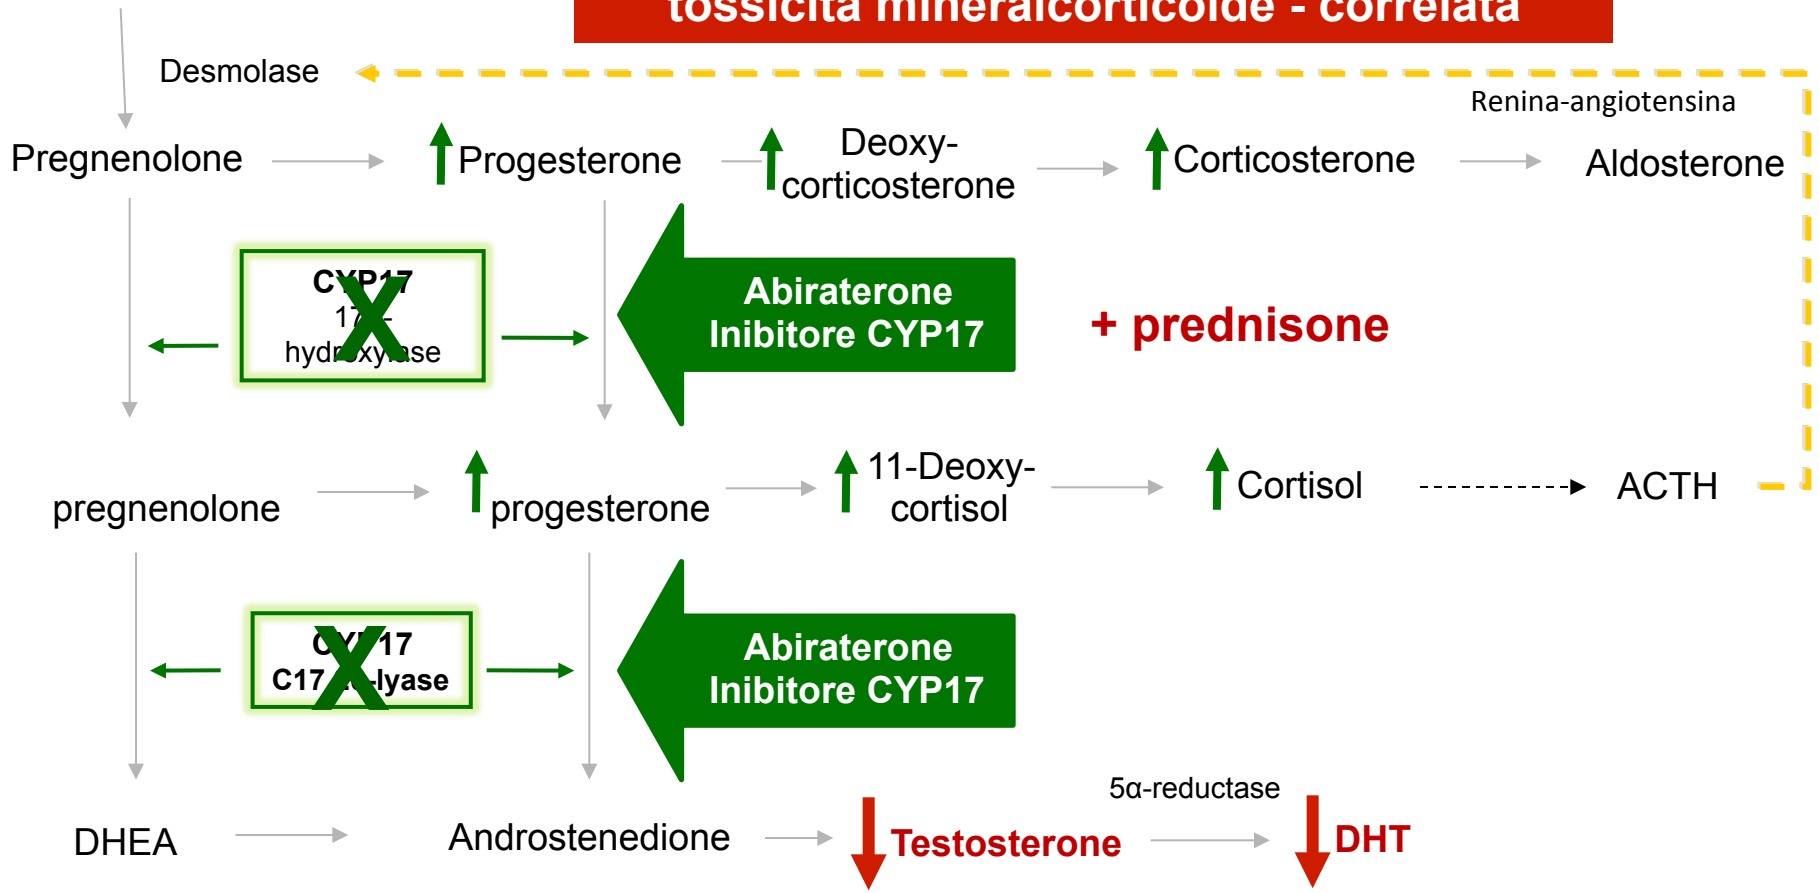 tossicità mineralcorticoide - correlata
Desmolase
Renina-angiotensina
Pregnenolone
Progesterone
Deoxy-
corticosterone
Corticosterone
Aldosterone
CYP17
X
hydroxylase
Abiraterone
Inibitore CYP17
+ prednisone
pregnenolone
progesterone
11-Deoxy-
cortisol
Cortisol
ACTH
CYP17
X
C17 -lyase
Abiraterone
Inibitore CYP17
5α-reductase
DHEA
Androstenedione
Testosterone
DHT